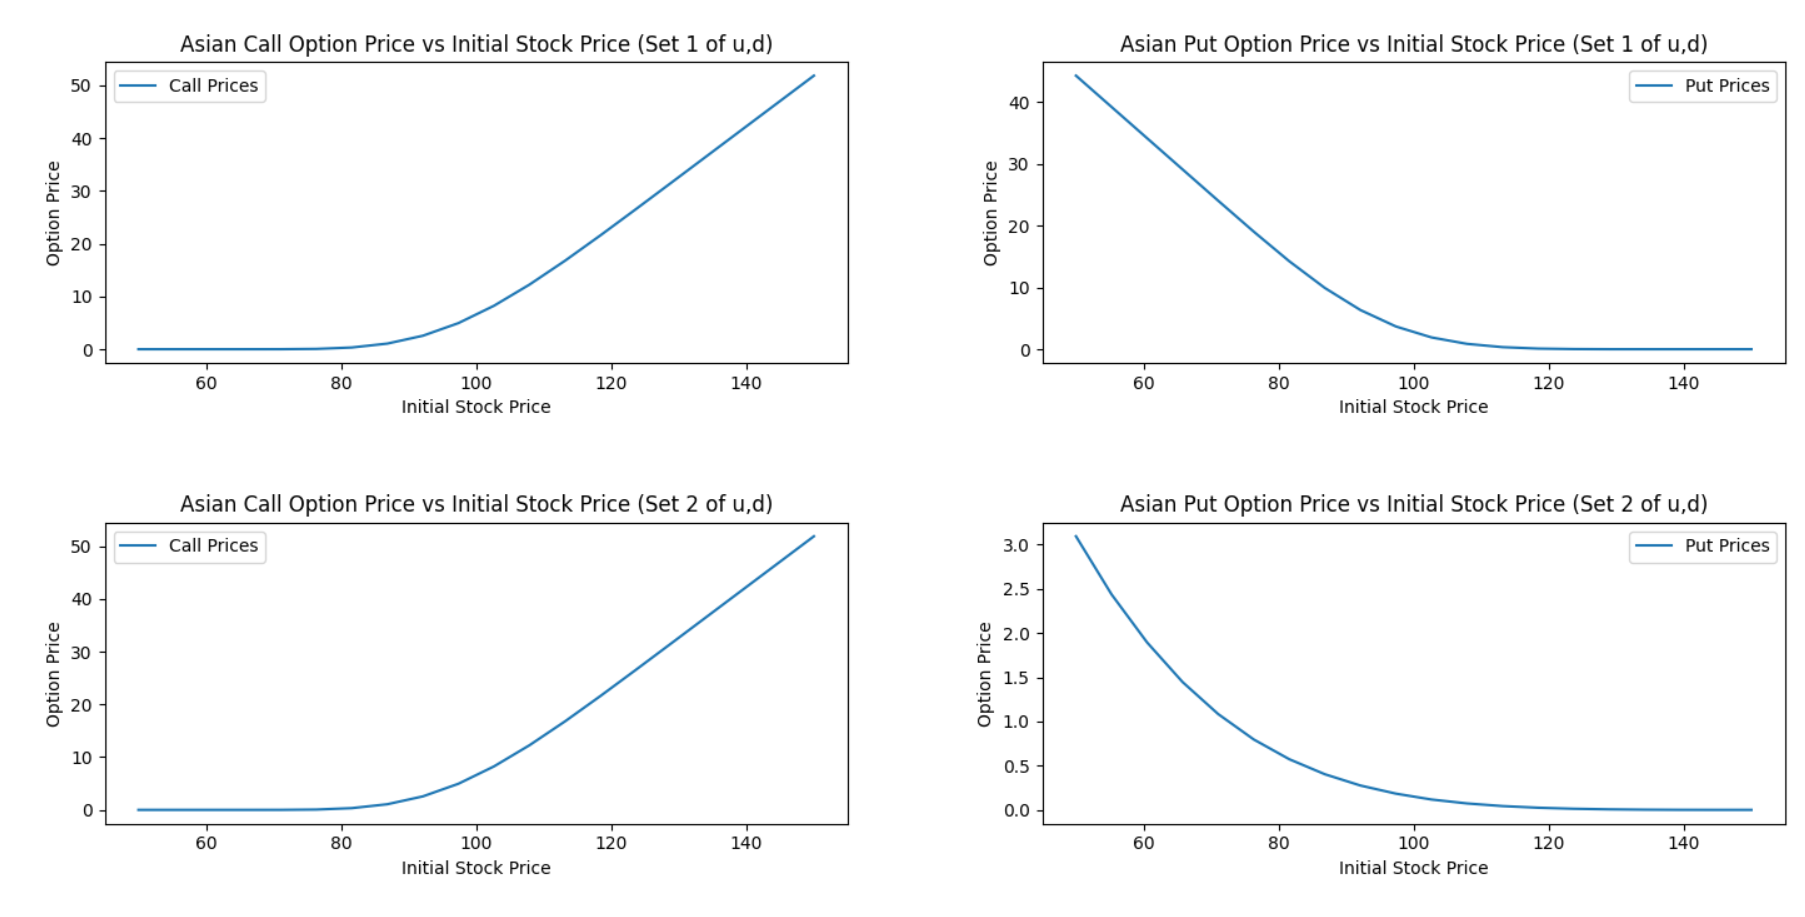 Asian Call Option Price vs Initial Stock Price (Set 1 of u,d)
Call Prices
50
40
30
20
10
0
Option Price
60 80 100 120 140
Initial Stock Price
Asian Put Option Price vs Initial Stock Price (Set 1 of u,d)
Put Prices
40
30
20
10
0
Option Price
60 80 100 120 140
Initial Stock Price
Asian Call Option Price vs Initial Stock Price (Set 2 of u,d)
Call Prices
50
40
30
20
10
0
Option Price
60 80 100 120 140
Initial Stock Price
Asian Put Option Price vs Initial Stock Price (Set 2 of u,d)
Put Prices
3.0
2.5
2.0
1.5
1.0
0.5
0.0
Option Price
60 80 100 120 140
Initial Stock Price